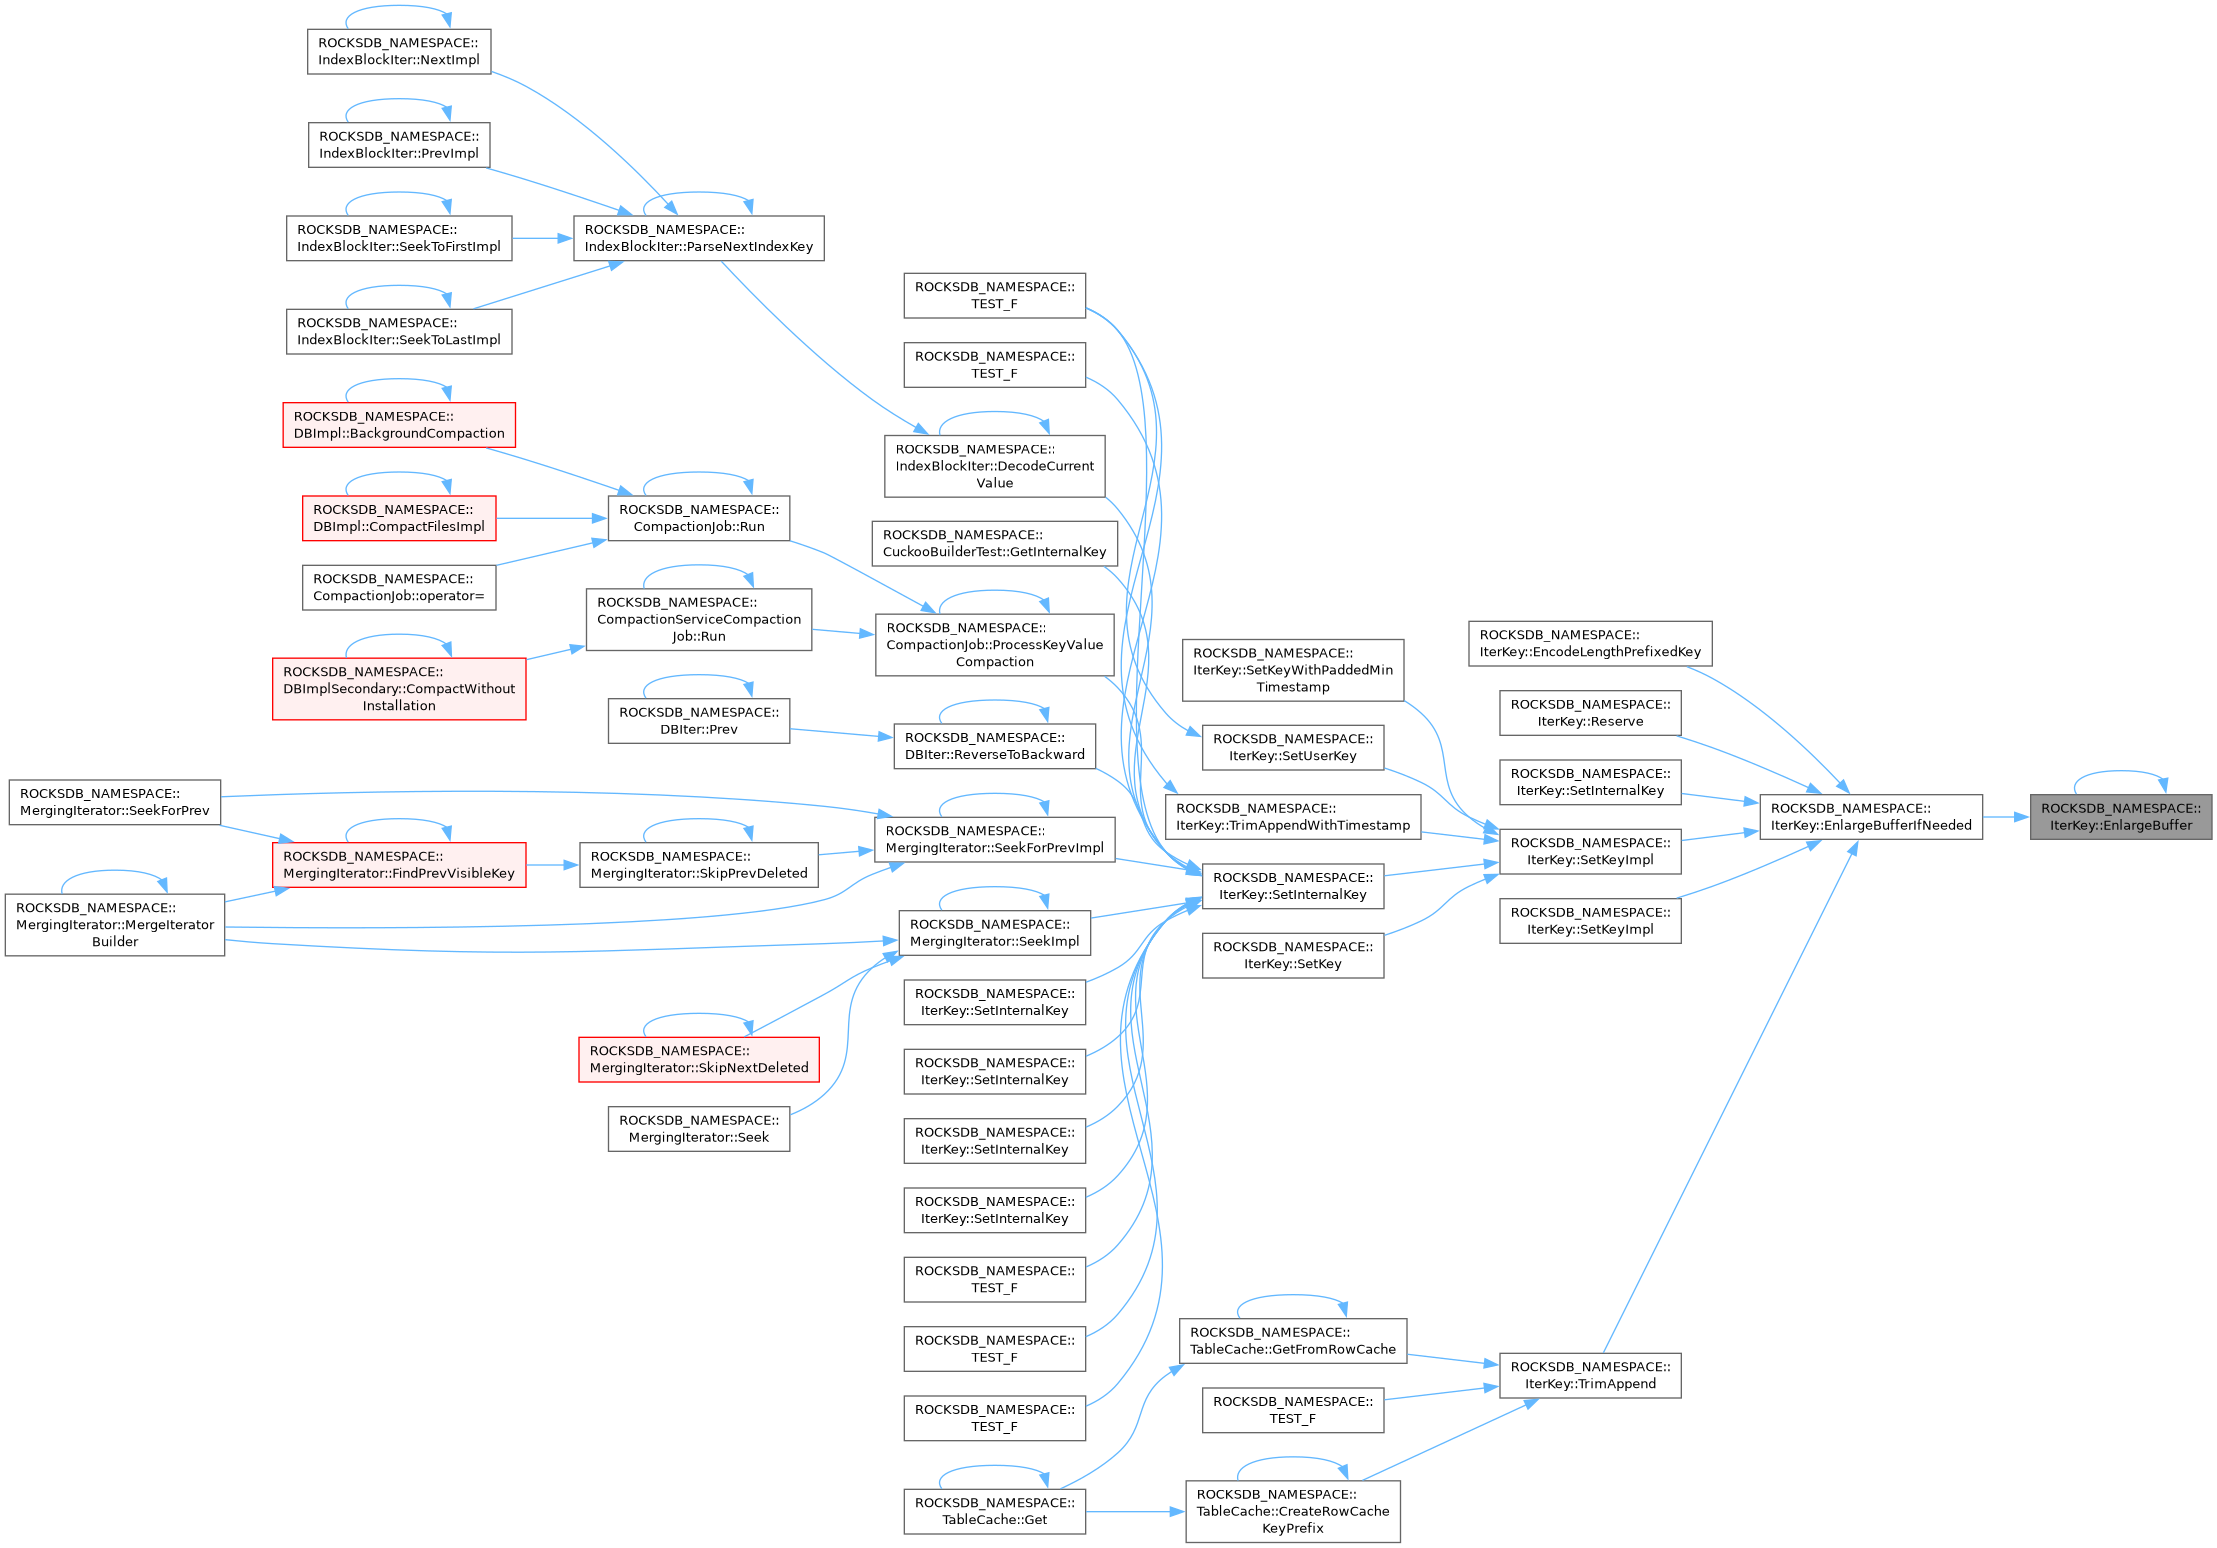 ROCKSDB_NAMESPACE::
IndexBlockIter::NextImpl
ROCKSDB_NAMESPACE::
IndexBlockIter::PrevImpl
ROCKSDB_NAMESPACE::
IndexBlockIter::SeekToFirstImpl
ROCKSDB_NAMESPACE::
IndexBlockIter::SeekToLastImpl
ROCKSDB_NAMESPACE::
IndexBlockIter::ParseNextIndexKey
ROCKSDB_NAMESPACE::
DBImpl::BackgroundCompaction
ROCKSDB_NAMESPACE::
DBImpl::CompactFilesImpl
ROCKSDB_NAMESPACE::
CompactionJob::operator=
ROCKSDB_NAMESPACE::
DBImplSecondary::CompactWithout
Installation
ROCKSDB_NAMESPACE::
CompactionJob::Run
ROCKSDB_NAMESPACE::
CompactionServiceCompaction
Job::Run
ROCKSDB_NAMESPACE::
DBIter::Prev
ROCKSDB_NAMESPACE::
MergingIterator::SeekForPrev
ROCKSDB_NAMESPACE::
MergingIterator::MergeIterator
Builder
ROCKSDB_NAMESPACE::
MergingIterator::FindPrevVisibleKey
ROCKSDB_NAMESPACE::
MergingIterator::SkipPrevDeleted
ROCKSDB_NAMESPACE::
MergingIterator::SkipNextDeleted
ROCKSDB_NAMESPACE::
MergingIterator::Seek
ROCKSDB_NAMESPACE::
TEST_F
ROCKSDB_NAMESPACE::
TEST_F
ROCKSDB_NAMESPACE::
IndexBlockIter::DecodeCurrent
Value
ROCKSDB_NAMESPACE::
CuckooBuilderTest::GetInternalKey
ROCKSDB_NAMESPACE::
CompactionJob::ProcessKeyValue
Compaction
ROCKSDB_NAMESPACE::
DBIter::ReverseToBackward
ROCKSDB_NAMESPACE::
MergingIterator::SeekForPrevImpl
ROCKSDB_NAMESPACE::
MergingIterator::SeekImpl
ROCKSDB_NAMESPACE::
IterKey::SetInternalKey
ROCKSDB_NAMESPACE::
IterKey::SetInternalKey
ROCKSDB_NAMESPACE::
IterKey::SetInternalKey
ROCKSDB_NAMESPACE::
IterKey::SetInternalKey
ROCKSDB_NAMESPACE::
TEST_F
ROCKSDB_NAMESPACE::
TEST_F
ROCKSDB_NAMESPACE::
TEST_F
ROCKSDB_NAMESPACE::
TableCache::Get
ROCKSDB_NAMESPACE::
IterKey::SetKeyWithPaddedMin
Timestamp
ROCKSDB_NAMESPACE::
IterKey::SetUserKey
ROCKSDB_NAMESPACE::
IterKey::TrimAppendWithTimestamp
ROCKSDB_NAMESPACE::
IterKey::SetInternalKey
ROCKSDB_NAMESPACE::
IterKey::SetKey
ROCKSDB_NAMESPACE::
TableCache::GetFromRowCache
ROCKSDB_NAMESPACE::
TEST_F
ROCKSDB_NAMESPACE::
TableCache::CreateRowCache
KeyPrefix
ROCKSDB_NAMESPACE::
IterKey::EncodeLengthPrefixedKey
ROCKSDB_NAMESPACE::
IterKey::Reserve
ROCKSDB_NAMESPACE::
IterKey::SetInternalKey
ROCKSDB_NAMESPACE::
IterKey::SetKeyImpl
ROCKSDB_NAMESPACE::
IterKey::SetKeyImpl
ROCKSDB_NAMESPACE::
IterKey::TrimAppend
ROCKSDB_NAMESPACE::
IterKey::EnlargeBufferIfNeeded
ROCKSDB_NAMESPACE::
IterKey::EnlargeBuffer